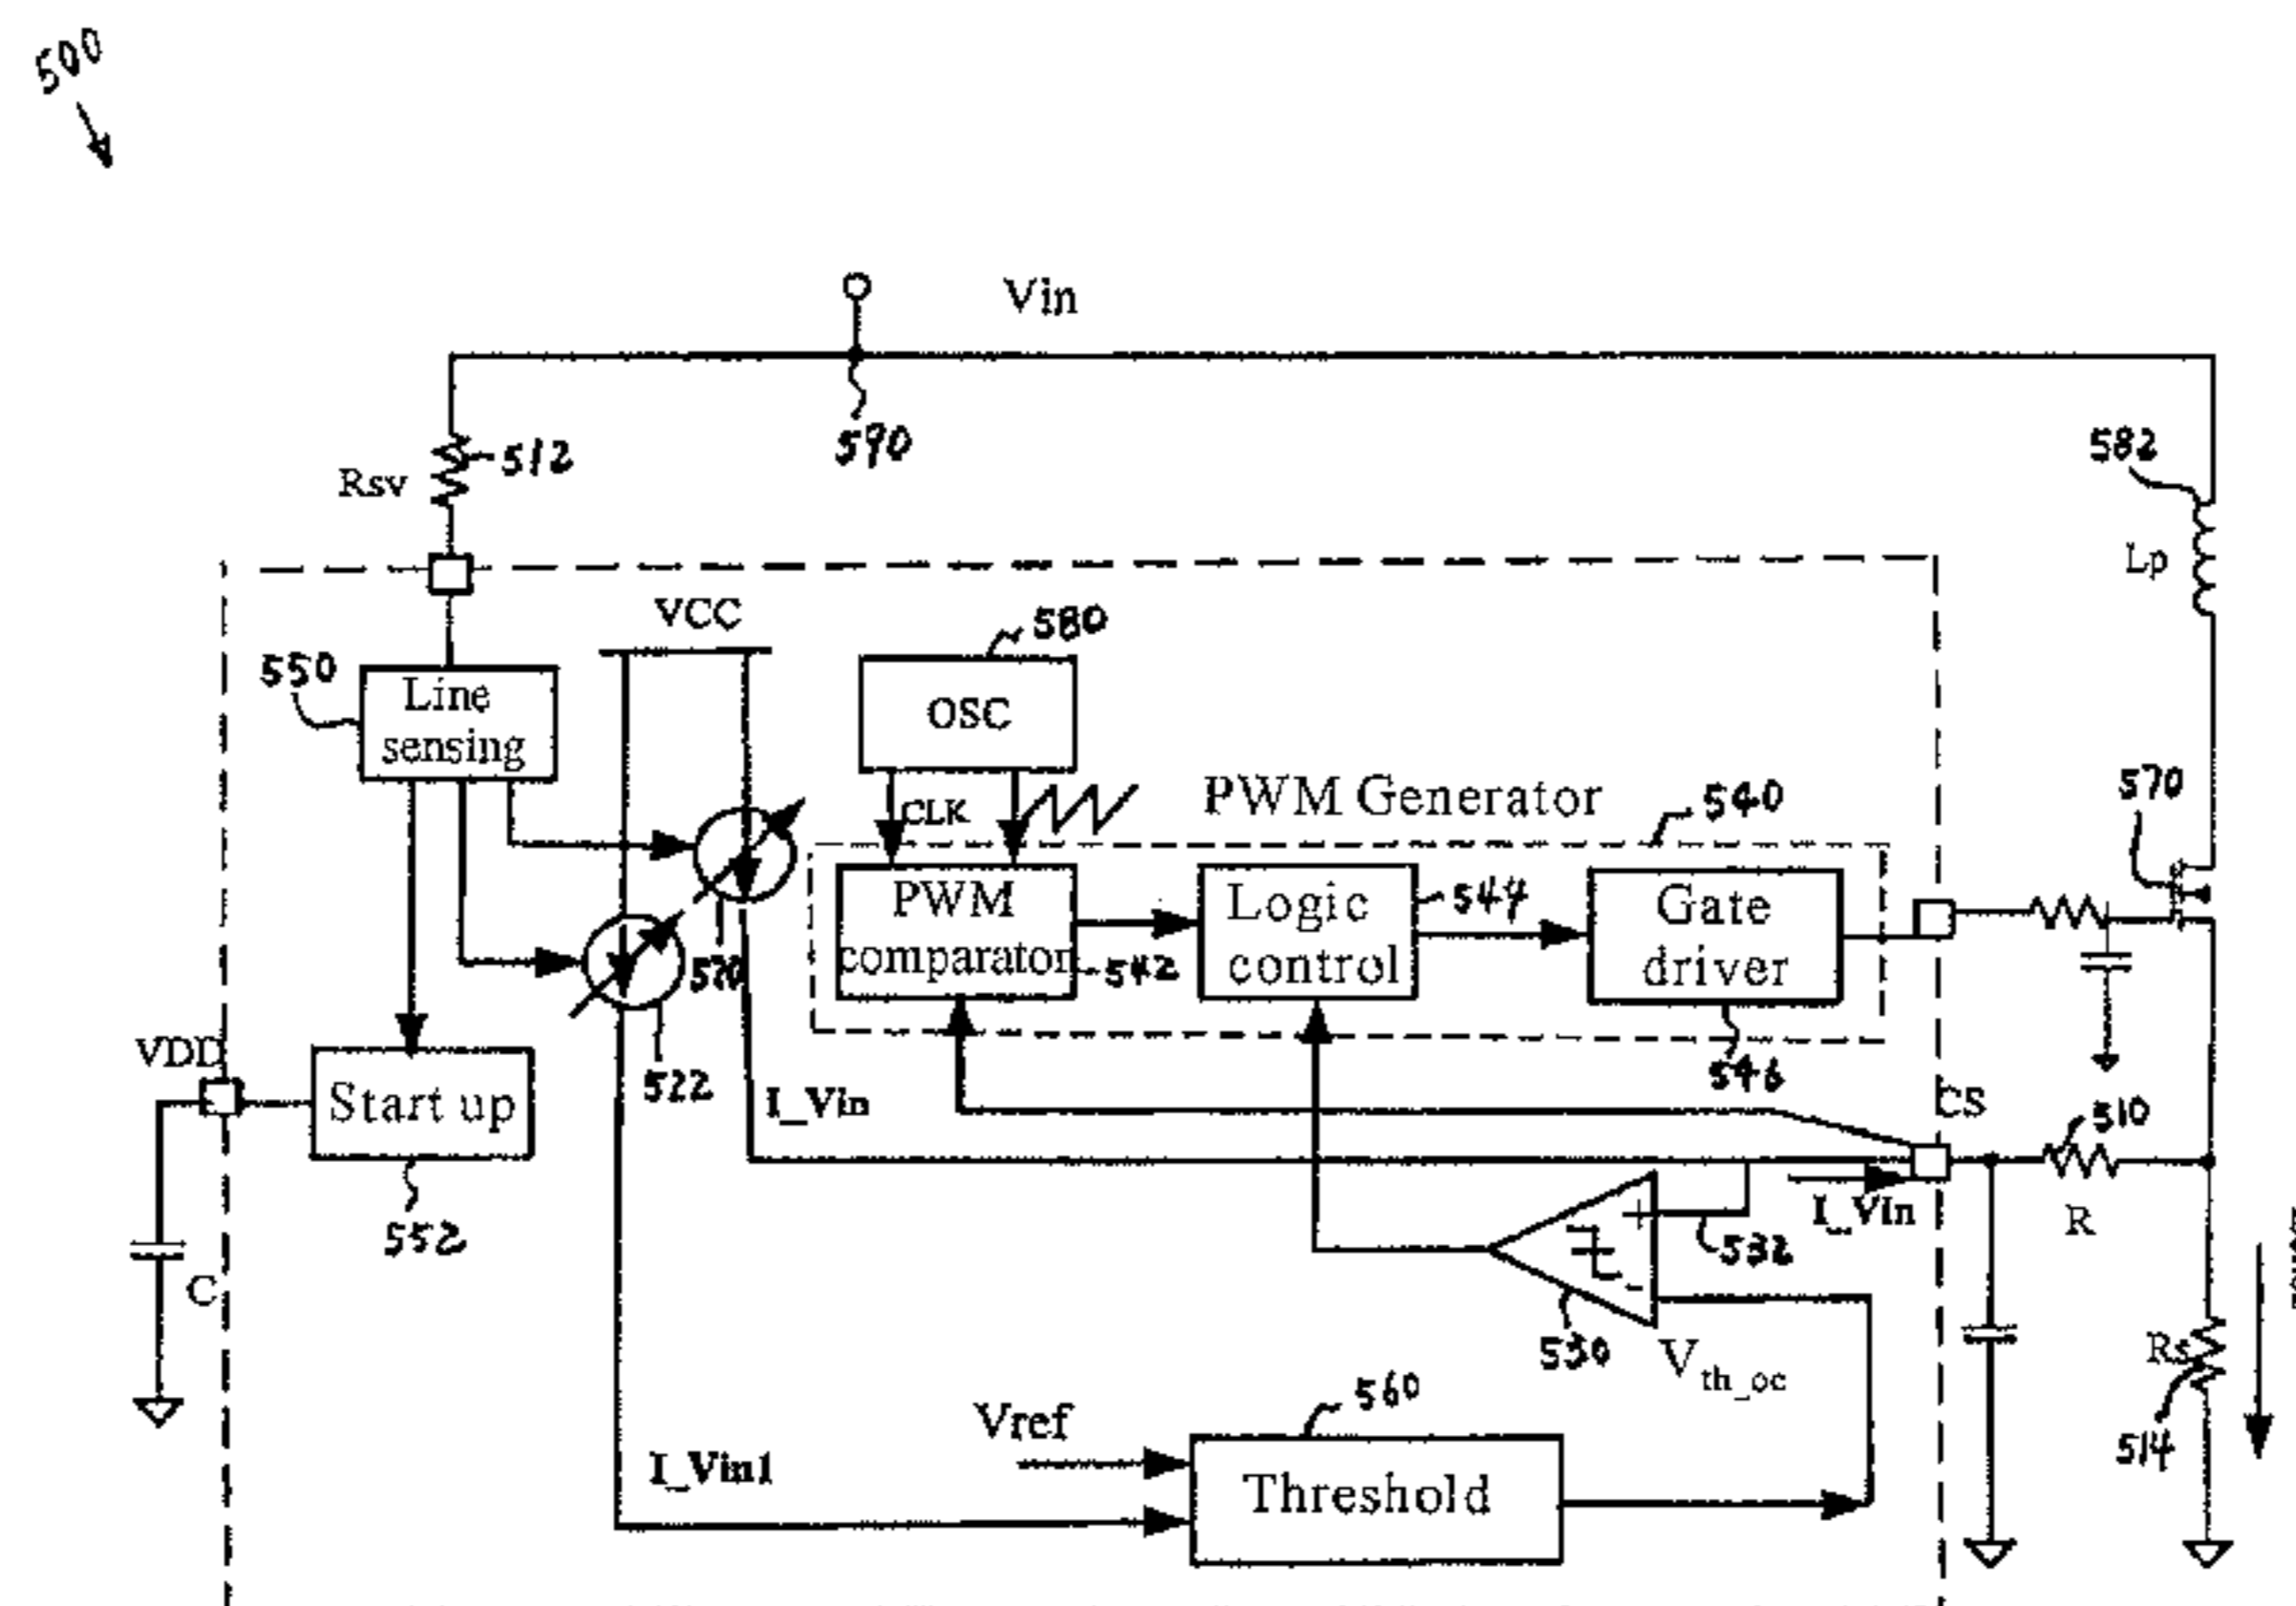 500
Vin
590
512
Rsv
582
Lp
VCC
580
550
Line
sensing
OSC
CLK
PWM Generator
540
570
PWM
comparator
542
Logic
control
544
Gate
driver
546
520
522
VDD
Start up
552
C
I_Vin
CS
510
R
I_Vin
532
530
V
th_oc
Rs
514
Vref
560
I_Vin1
Threshold